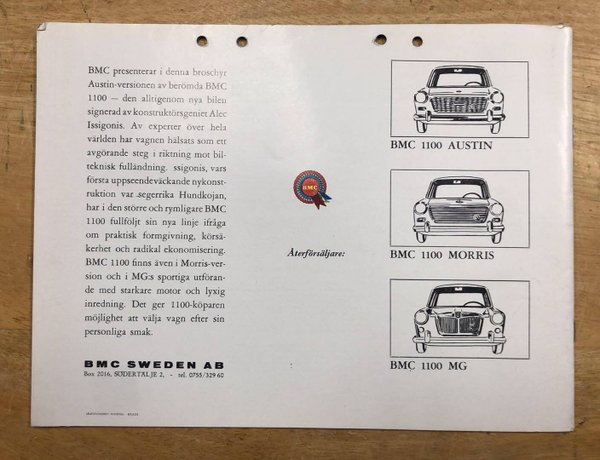 BMC presenterar i denna broschyr
Austin-versionen av berömda BMC
1100 — den alltigenom nya bilen
signerad av konstruktörsgeniet Alec
Issigonis. Av experter över hela
världen har vagnen hälsats som ett
avgörande steg i riktning mot bil-
teknisk fulländning. ssigonis, vars
första uppseendeväckande nykonst-
ruktion var segerrika Hundkojan,
har i den större och rymligare BMC
1100 fullföljt sin nya linje ifråga
om praktisk formgivning, körsä-
kerhet och radikal ekonomisering.
BMC 1100 finns även i Morris-ver-
sion och i MG:s sportiga utföran-
de med starkare motor och lyxig
inredning. Det ger 1100-köparen
möjlighet att välja vagn efter sin
personliga smak.
BMC SWEDEN AB
Box 2016, SÖDERTÄLJE 2, - tel. 0755/329 60
BMC
Återförsäljare:
BMC 1100 AUSTIN
BMC 1100 MORRIS
BMC 1100 MG